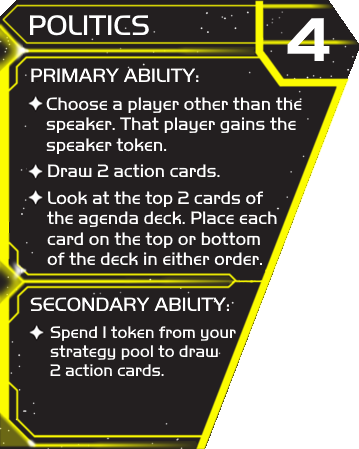 POLITICS
4
PRIMARY ABILITY:
Choose a player other than the
speaker. That player gains the
speaker token.
Draw 2 action cards.
Look at the top 2 cards of
the agenda deck. Place each
card on the top or bottom
of the deck in either order.
SECONDARY ABILITY:
Spend 1 token from your
strategy pool to draw
2 action cards.